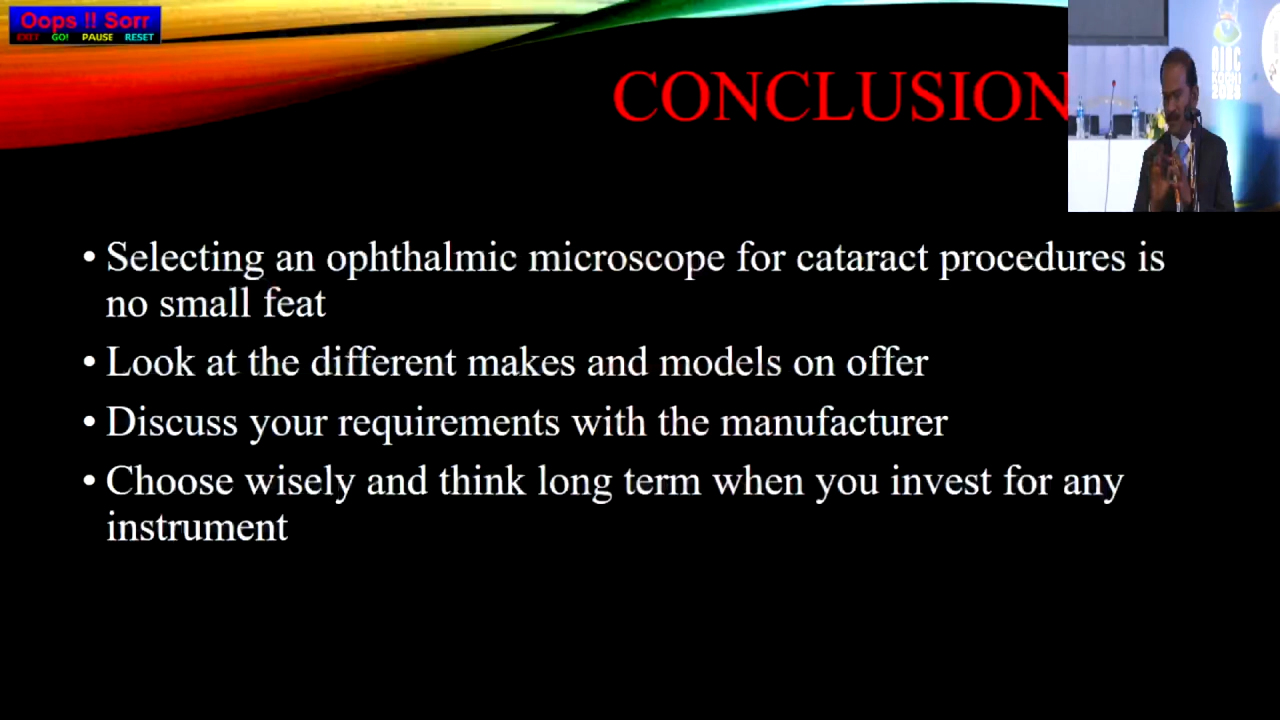 Oops !! Sorr
EXIT GO! PAUSE RESET
CONCLUSION
• Selecting an ophthalmic microscope for cataract procedures is
no small feat
• Look at the different makes and models on offer
• Discuss your requirements with the manufacturer
• Choose wisely and think long term when you invest for any
instrument